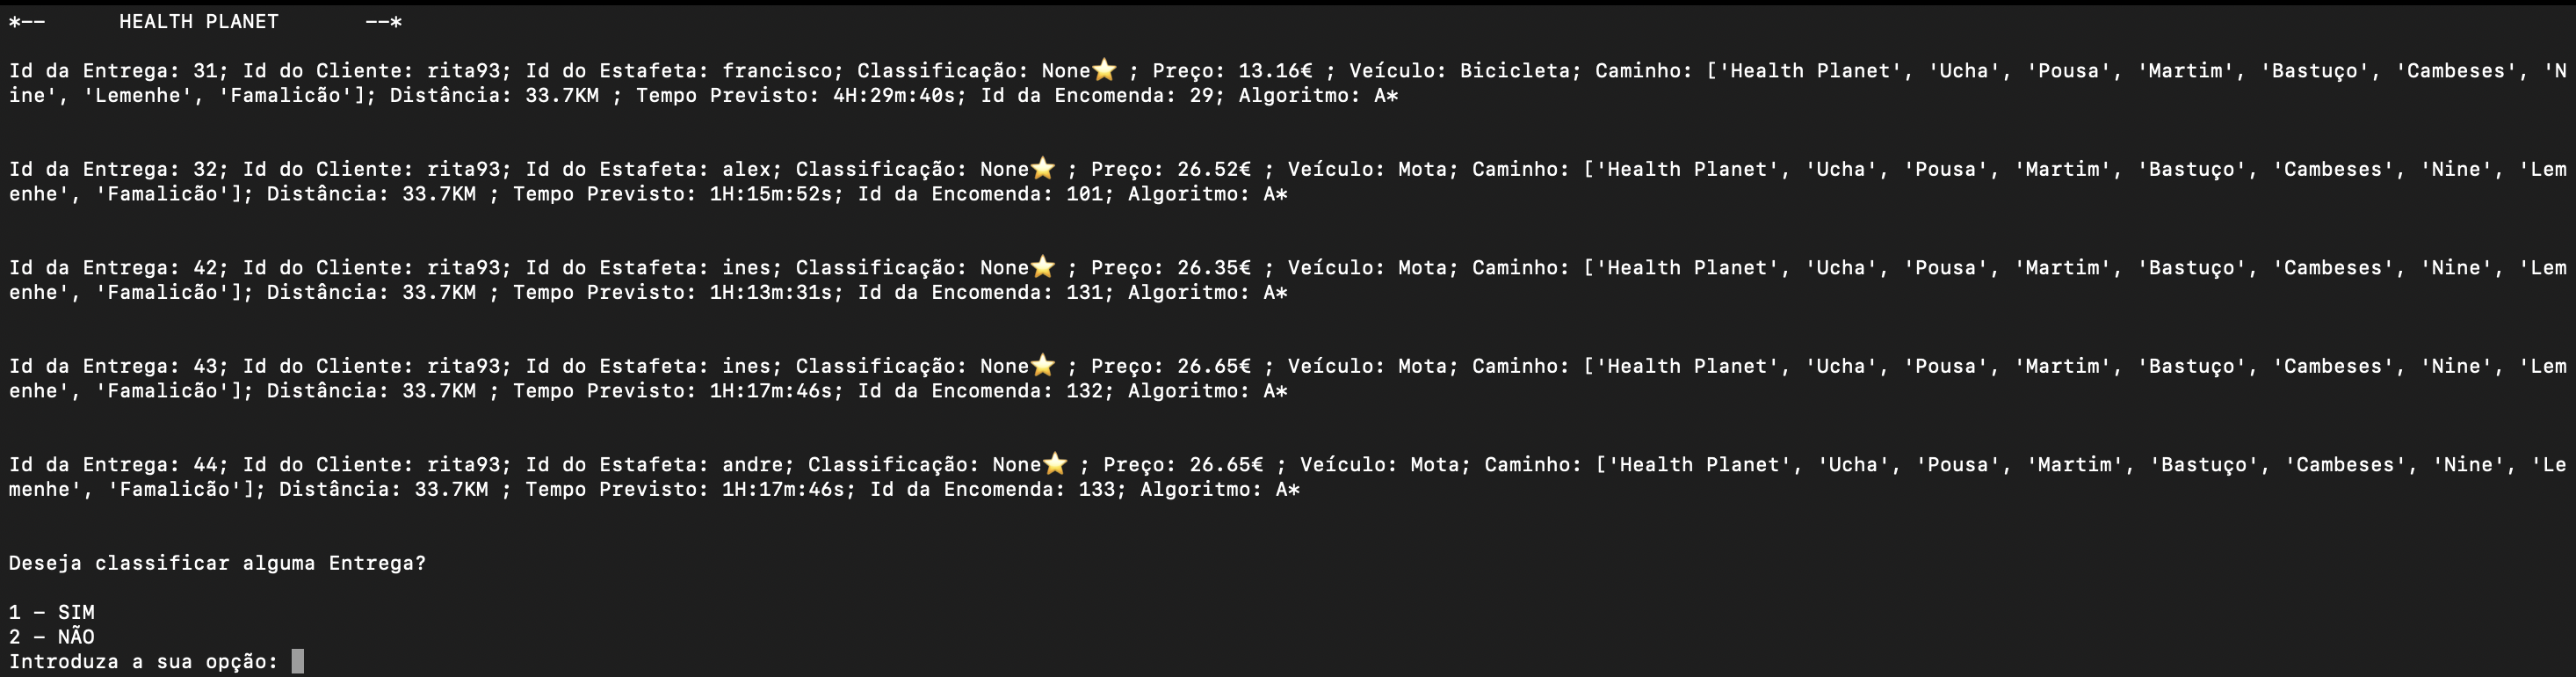 *--      HEALTH PLANET       --*
Id da Entrega: 31; Id do Cliente: rita93; Id do Estafeta: francisco; Classificação: None⭐ ; Preço: 13.16€ ; Veículo: Bicicleta; Caminho: ['Health Planet', 'Ucha', 'Pousa', 'Martim', 'Bastuço', 'Cambeses', 'N
ine', 'Lemenhe', 'Famalicão']; Distância: 33.7KM ; Tempo Previsto: 4H:29m:40s; Id da Encomenda: 29; Algoritmo: A*
Id da Entrega: 32; Id do Cliente: rita93; Id do Estafeta: alex; Classificação: None⭐ ; Preço: 26.52€ ; Veículo: Mota; Caminho: ['Health Planet', 'Ucha', 'Pousa', 'Martim', 'Bastuço', 'Cambeses', 'Nine', 'Lem
enhe', 'Famalicão']; Distância: 33.7KM ; Tempo Previsto: 1H:15m:52s; Id da Encomenda: 101; Algoritmo: A*
Id da Entrega: 42; Id do Cliente: rita93; Id do Estafeta: ines; Classificação: None⭐ ; Preço: 26.35€ ; Veículo: Mota; Caminho: ['Health Planet', 'Ucha', 'Pousa', 'Martim', 'Bastuço', 'Cambeses', 'Nine', 'Lem
enhe', 'Famalicão']; Distância: 33.7KM ; Tempo Previsto: 1H:13m:31s; Id da Encomenda: 131; Algoritmo: A*
Id da Entrega: 43; Id do Cliente: rita93; Id do Estafeta: ines; Classificação: None⭐ ; Preço: 26.65€ ; Veículo: Mota; Caminho: ['Health Planet', 'Ucha', 'Pousa', 'Martim', 'Bastuço', 'Cambeses', 'Nine', 'Lem
enhe', 'Famalicão']; Distância: 33.7KM ; Tempo Previsto: 1H:17m:46s; Id da Encomenda: 132; Algoritmo: A*
Id da Entrega: 44; Id do Cliente: rita93; Id do Estafeta: andre; Classificação: None⭐ ; Preço: 26.65€ ; Veículo: Mota; Caminho: ['Health Planet', 'Ucha', 'Pousa', 'Martim', 'Bastuço', 'Cambeses', 'Nine', 'Le
menhe', 'Famalicão']; Distância: 33.7KM ; Tempo Previsto: 1H:17m:46s; Id da Encomenda: 133; Algoritmo: A*
Deseja classificar alguma Entrega?
1 - SIM
2 - NÃO
Introduza a sua opção: